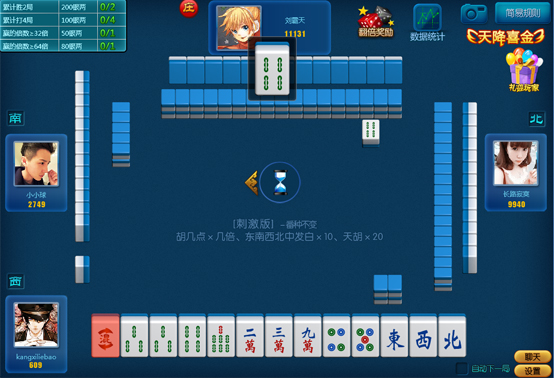 累计胜2局 200银两 0/2
累计打4局 100银两 0/4
赢的倍数≥32倍 50银两 0/1
赢的倍数≥64倍 80银两 0/1
庄
刘霸天
11131
翻倍奖励
数据统计
简易规则
天降喜金
礼蛋玩家
南
北
小小球
2749
长路寂寞
9940
[刺激版] --番种不变
胡几点×几倍、东南西北中发白×10、天胡×20
西
kangxiliebao
609
二萬 三萬 九萬 東 西 北
聊天
自动下一局
设置